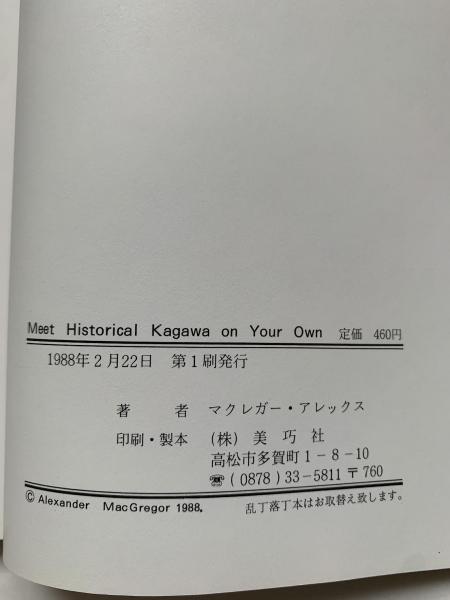 Meet Historical Kagawa on Your Own 定価 460円
1988年2月22日 第1刷発行
著者 マクレガー・アレックス
印刷・製本 (株) 美巧社
高松市多賀町1-8-10
☎ (0878) 33-5811 〒760
© Alexander MacGregor 1988.
乱丁落丁本はお取替え致します。